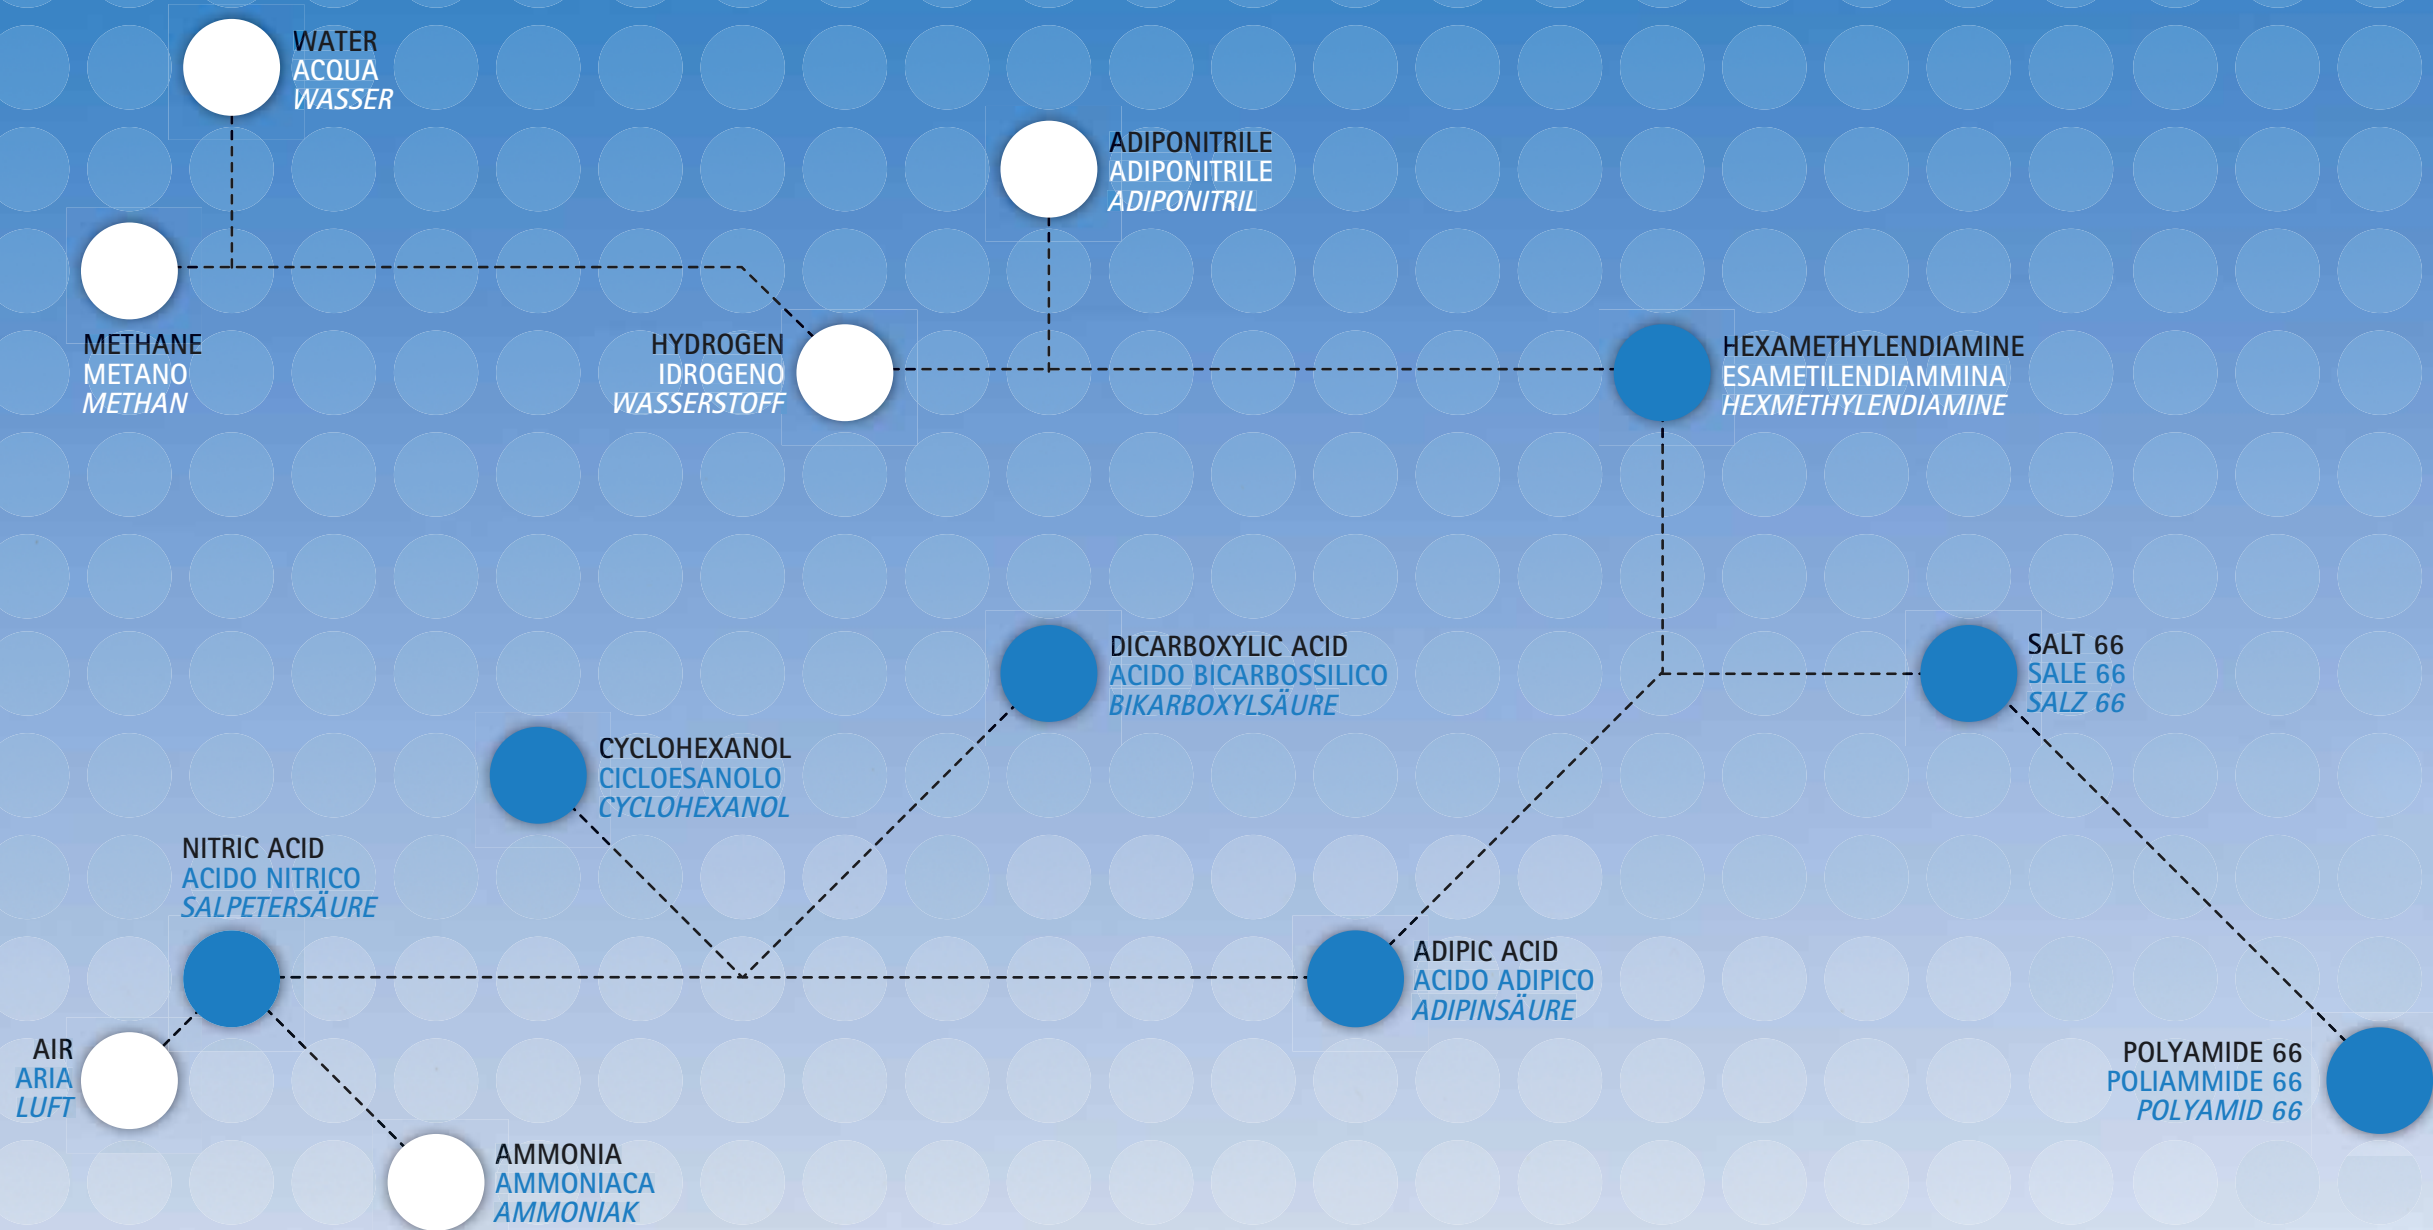 WATER
ACQUA
WASSER
ADIPONITRILE
ADIPONITRILE
ADIPONITRIL
METHANE
METANO
METHAN
HYDROGEN
IDROGENO
WASSERSTOFF
HEXAMETHYLENDIAMINE
ESAMETILENDIAMMINA
HEXMETHYLENDIAMINE
DICARBOXYLIC ACID
ACIDO BICARBOSSILICO
BIKARBOXYLSÄURE
SALT 66
SALE 66
SALZ 66
CYCLOHEXANOL
CICLOESANOLO
CYCLOHEXANOL
NITRIC ACID
ACIDO NITRICO
SALPETERSÄURE
ADIPIC ACID
ACIDO ADIPICO
ADIPINSÄURE
AIR
ARIA
LUFT
POLYAMIDE 66
POLIAMMIDE 66
POLYAMID 66
AMMONIA
AMMONIACA
AMMONIAK